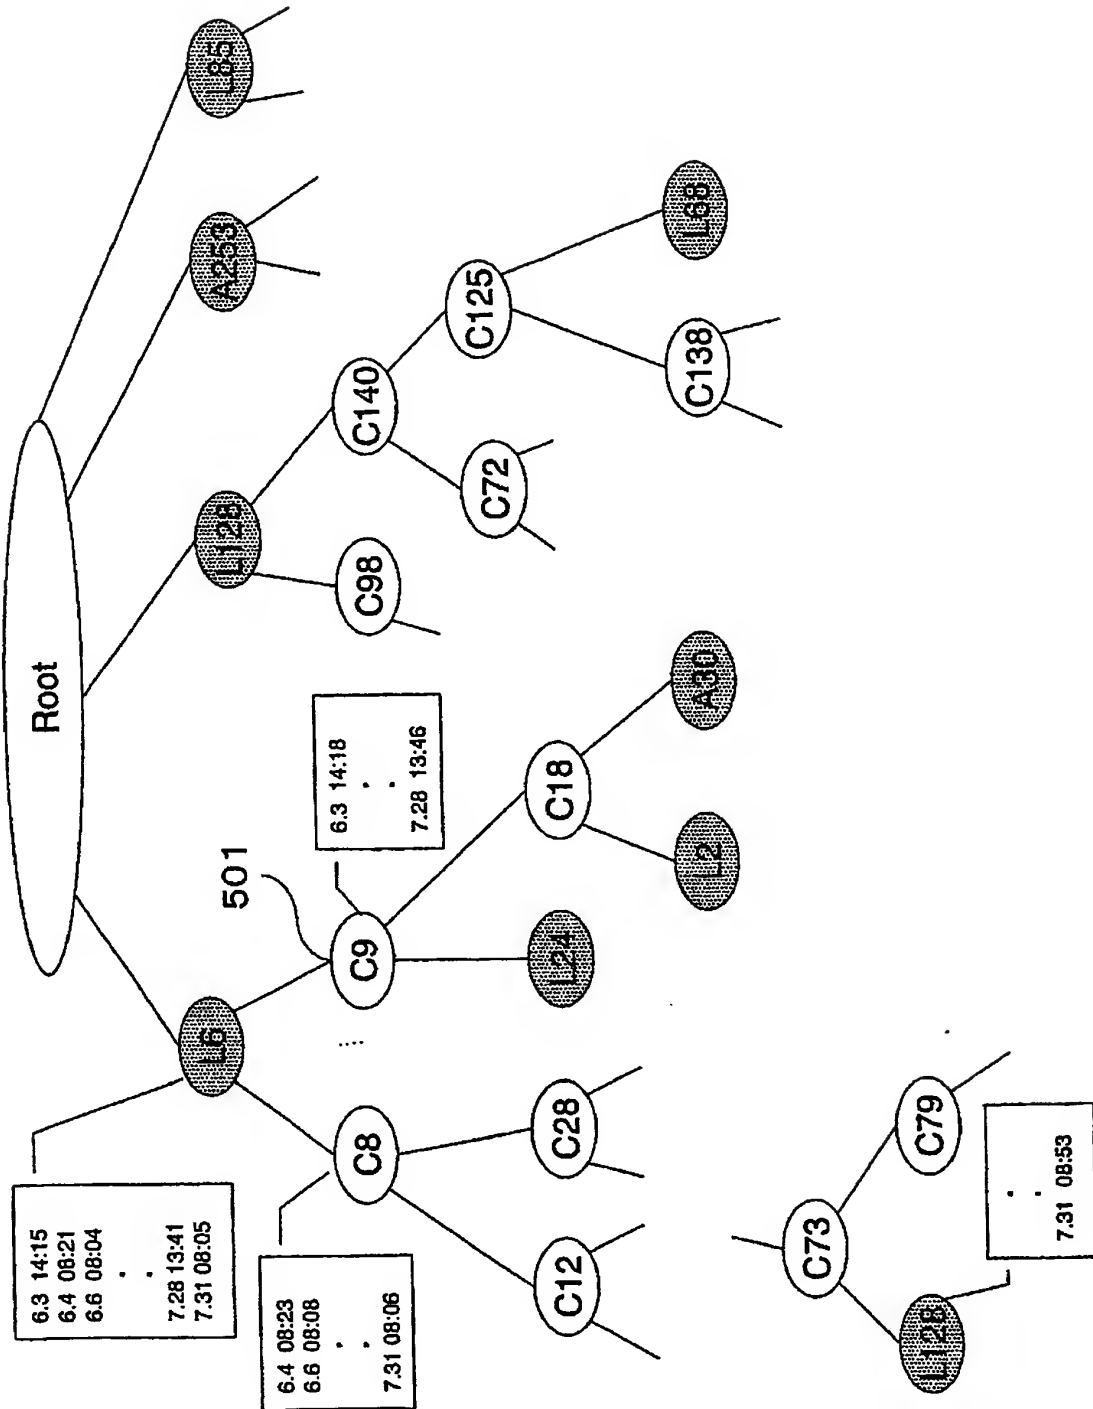 Root
L6
L128
A253
L85
6.3 14:15
6.4 08:21
6.6 08:04
.
.
7.28 13:41
7.31 08:05
501
C8
....
C9
C98
C140
6.4 08:23
6.6 08:08
.
.
7.31 08:06
6.3 14:18
.
.
7.28 13:46
C72
C125
C12
C28
L24
C18
L2
A30
C138
L68
C73
L128
C79
.
.
7.31 08:53